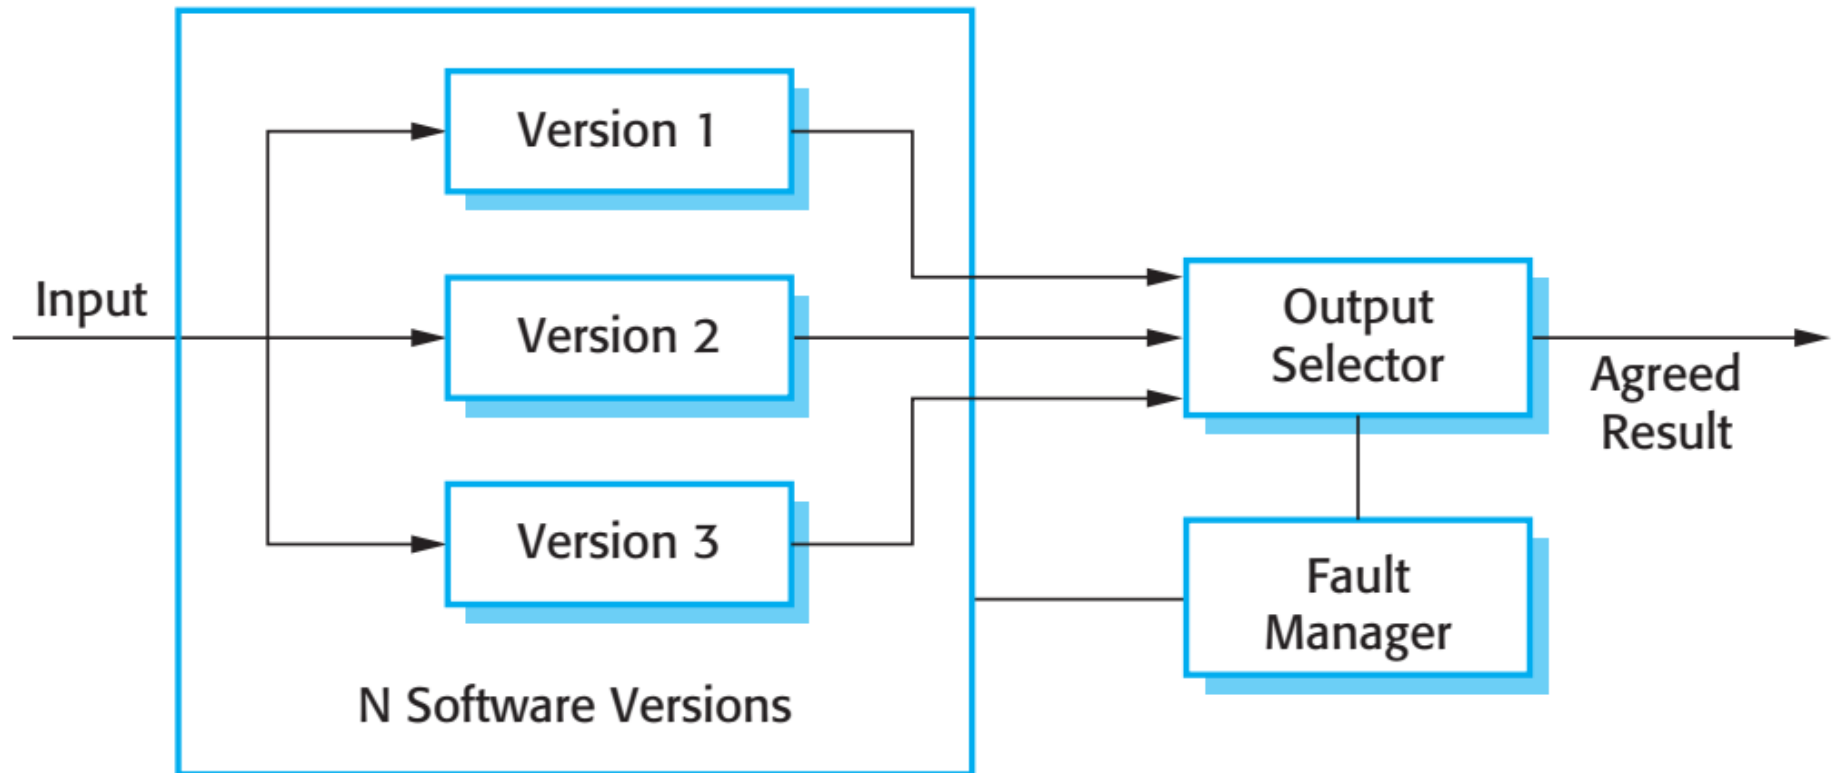 Input
Version 1
Version 2
Version 3
N Software Versions
Output
Selector
Agreed
Result
Fault
Manager